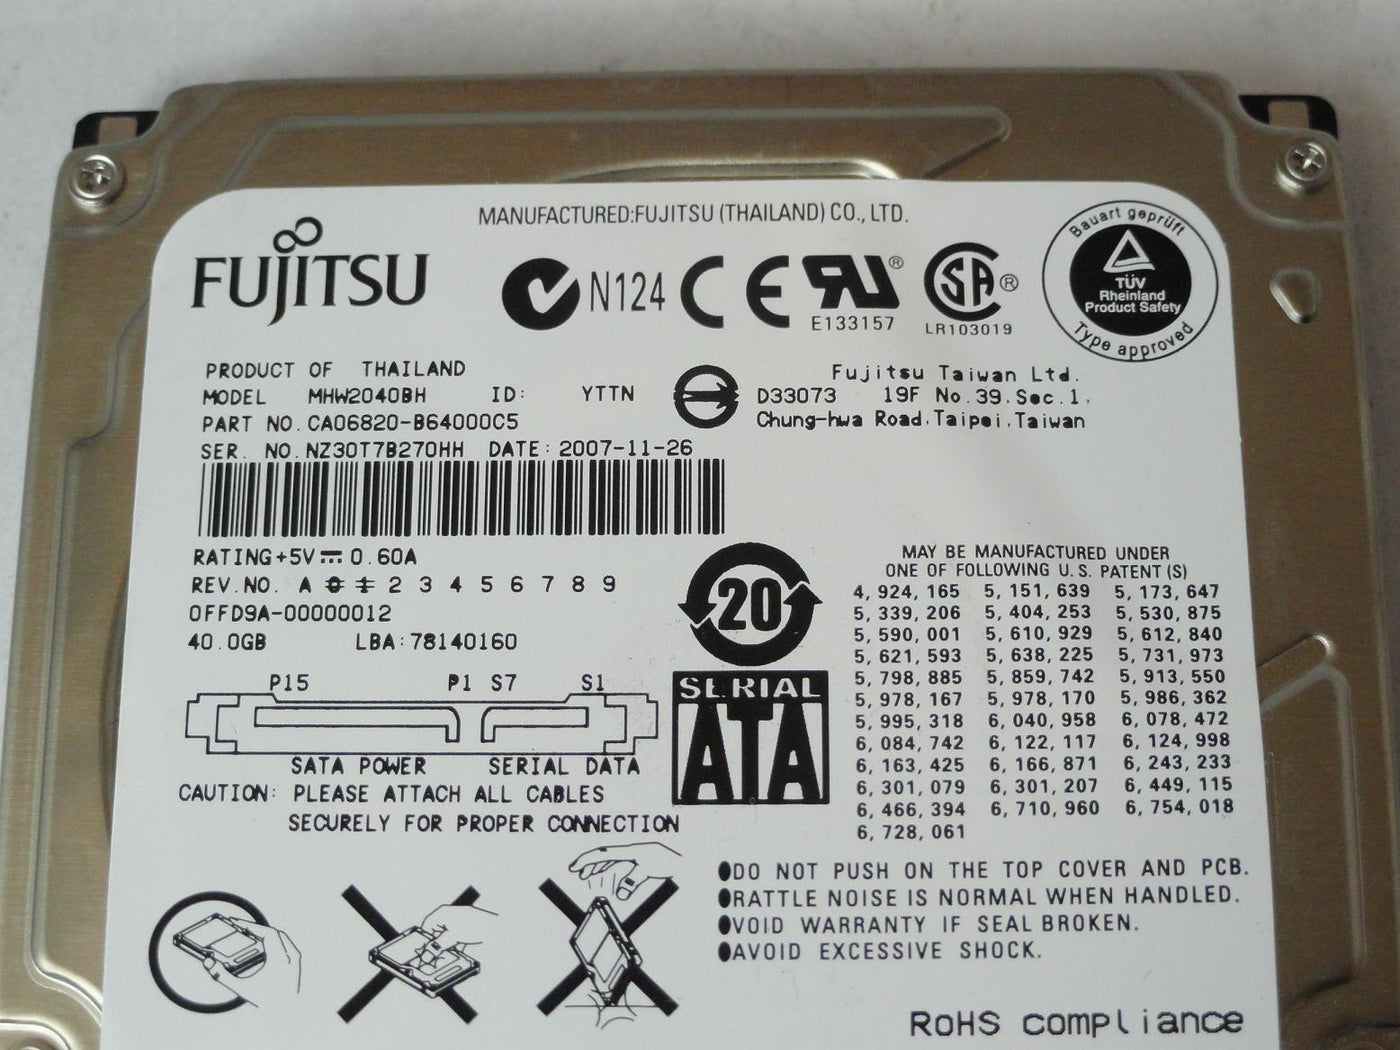 MANUFACTURED:FUJITSU (THAILAND) CO., LTD.
FUJITSU
N124
CE
RU®
E133157
SA®
LR103019
Bauart geprüft
TÜV
Rheinland
Product Safety
Type approved
PRODUCT OF THAILAND
MODEL MHW2040BH ID: YTTN
PART NO. CA06820-B64000C5
SER. NO. NZ30T7B270HH DATE: 2007-11-26
D33073
Fujitsu Taiwan Ltd.
19F No.39.Sec.1,
Chung-hwa Road.Taipei.Taiwan
RATING+5V⎓ 0.60A
REV.NO. A 0 1 2 3 4 5 6 7 8 9
0FFD9A-00000012
40.0GB LBA:78140160
20
P15 P1 S7 S1
SATA POWER SERIAL DATA
SERIAL
ATA
CAUTION: PLEASE ATTACH ALL CABLES
SECURELY FOR PROPER CONNECTION
MAY BE MANUFACTURED UNDER
ONE OF FOLLOWING U.S. PATENT (S)
4,924,165 5,151,639 5,173,647
5,339,206 5,404,253 5,530,875
5,590,001 5,610,929 5,612,840
5,621,593 5,638,225 5,731,973
5,798,885 5,859,742 5,913,550
5,978,167 5,978,170 5,986,362
5,995,318 6,040,958 6,078,472
6,084,742 6,122,117 6,124,998
6,163,425 6,166,871 6,243,233
6,301,079 6,301,207 6,449,115
6,466,394 6,710,960 6,754,018
6,728,061
●DO NOT PUSH ON THE TOP COVER AND PCB.
●RATTLE NOISE IS NORMAL WHEN HANDLED.
●VOID WARRANTY IF SEAL BROKEN.
●AVOID EXCESSIVE SHOCK.
RoHS compliance